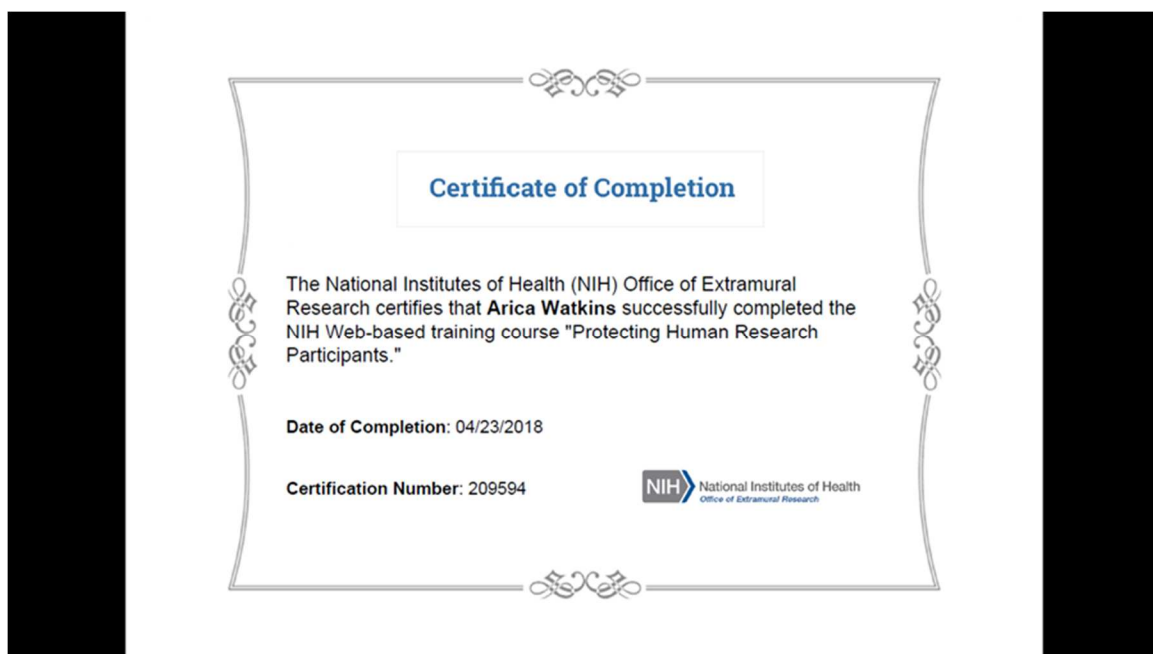 Certificate of Completion
The National Institutes of Health (NIH) Office of Extramural
Research certifies that Arica Watkins successfully completed the
NIH Web-based training course "Protecting Human Research
Participants."
Date of Completion: 04/23/2018
Certification Number: 209594
NIH National Institutes of Health
Office of Extramural Research